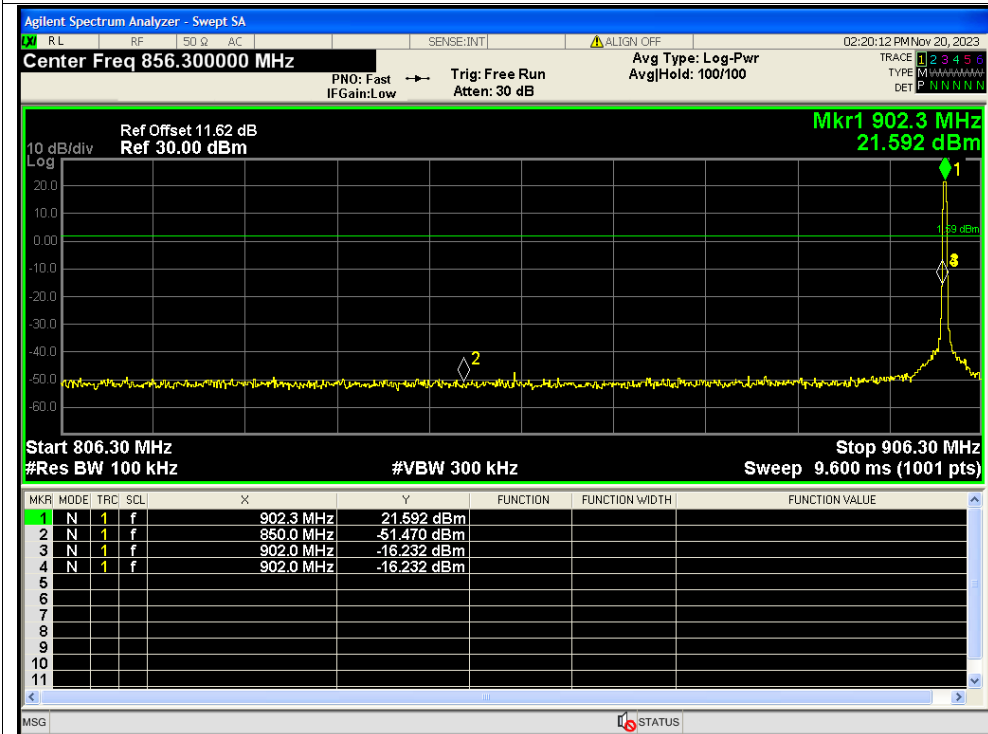 Agilent Spectrum Analyzer - Swept SA
LXI RL RF 50 Ω AC SENSE:INT ALIGN OFF 02:20:12 PM Nov 20, 2023
Center Freq 856.300000 MHz
PNO: Fast Trig: Free Run
IFGain:Low Atten: 30 dB
Avg Type: Log-Pwr
Avg|Hold: 100/100
TRACE 1 2 3 4 5 6
TYPE M WWWWW
DET P N N N N N
Mkr1 902.3 MHz
21.592 dBm
Ref Offset 11.62 dB
10 dB/div Ref 30.00 dBm
Log
1
20.0
10.0
0.00
1.59 dBm
-10.0
3
-20.0
-30.0
-40.0
2
-50.0
-60.0
Start 806.30 MHz Stop 906.30 MHz
#Res BW 100 kHz #VBW 300 kHz Sweep 9.600 ms (1001 pts)
MKR MODE TRC SCL X Y FUNCTION FUNCTION WIDTH FUNCTION VALUE
1 N 1 f 902.3 MHz 21.592 dBm
2 N 1 f 850.0 MHz -51.470 dBm
3 N 1 f 902.0 MHz -16.232 dBm
4 N 1 f 902.0 MHz -16.232 dBm
5
6
7
8
9
10
11
MSG STATUS